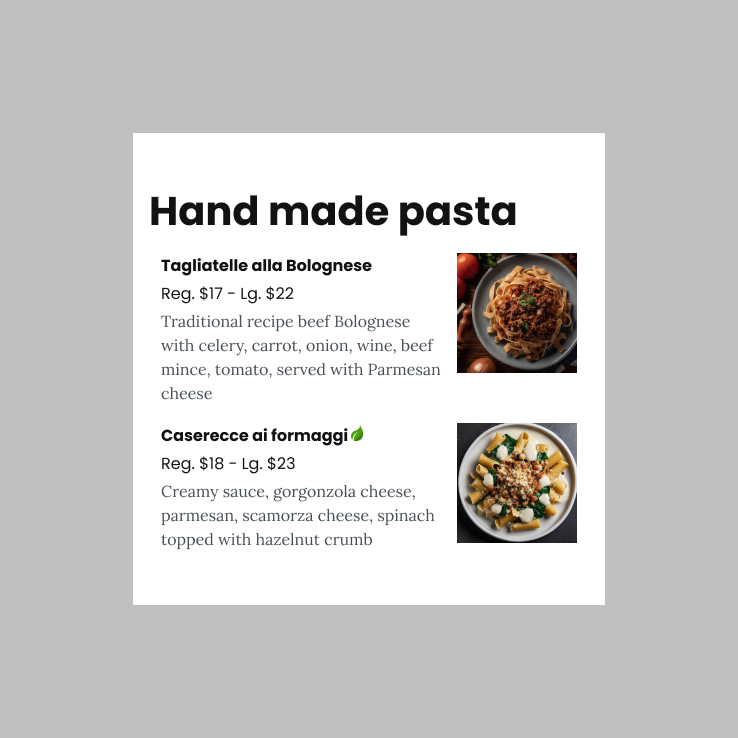 Hand made pasta
Tagliatelle alla Bolognese
Reg. $17 - Lg. $22
Traditional recipe beef Bolognese
with celery, carrot, onion, wine, beef
mince, tomato, served with Parmesan
cheese
Caserecce ai formaggi
Reg. $18 - Lg. $23
Creamy sauce, gorgonzola cheese,
parmesan, scamorza cheese, spinach
topped with hazelnut crumb